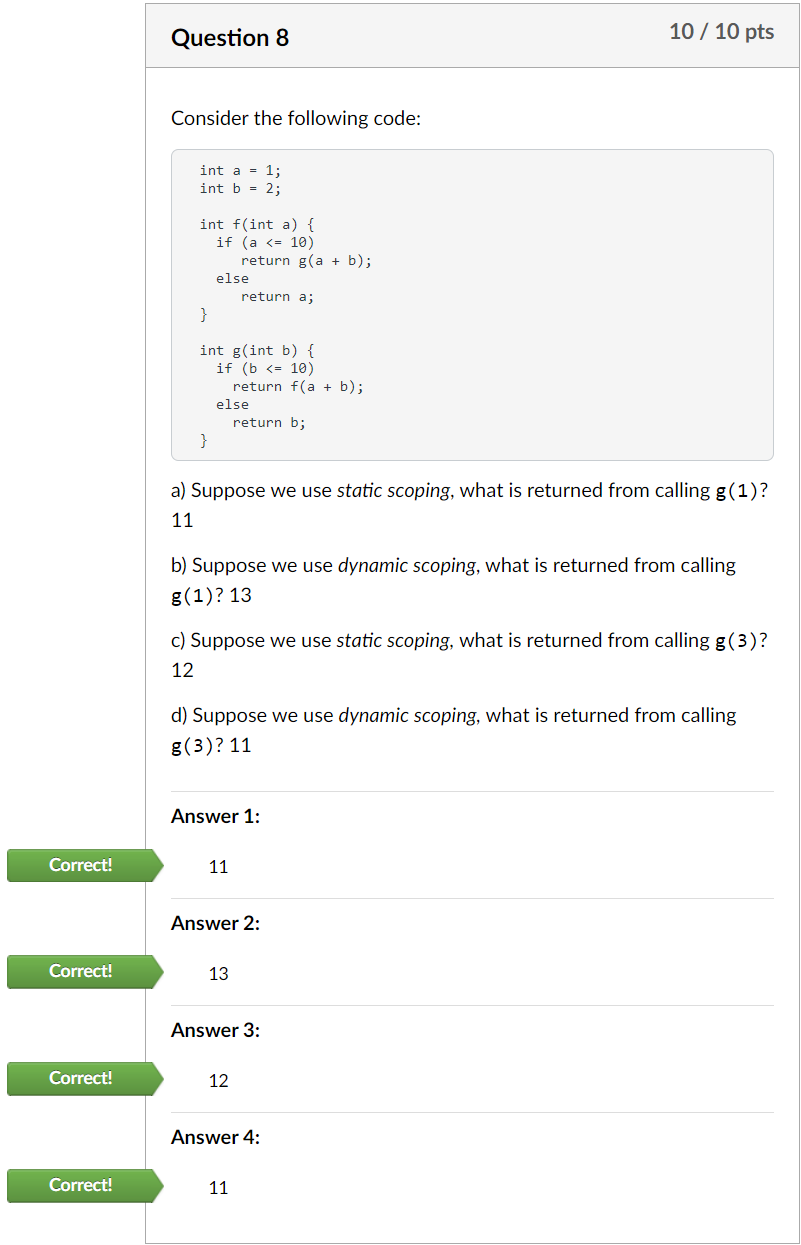 Question 8
10 / 10 pts
Consider the following code:
int a = 1;
int b = 2;
int f(int a) {
  if (a <= 10)
     return g(a + b);
  else
     return a;
}
int g(int b) {
  if (b <= 10)
    return f(a + b);
  else
    return b;
}
a) Suppose we use static scoping, what is returned from calling g(1)?
11
b) Suppose we use dynamic scoping, what is returned from calling
g(1)? 13
c) Suppose we use static scoping, what is returned from calling g(3)?
12
d) Suppose we use dynamic scoping, what is returned from calling
g(3)? 11
Answer 1:
Correct!
11
Answer 2:
Correct!
13
Answer 3:
Correct!
12
Answer 4:
Correct!
11